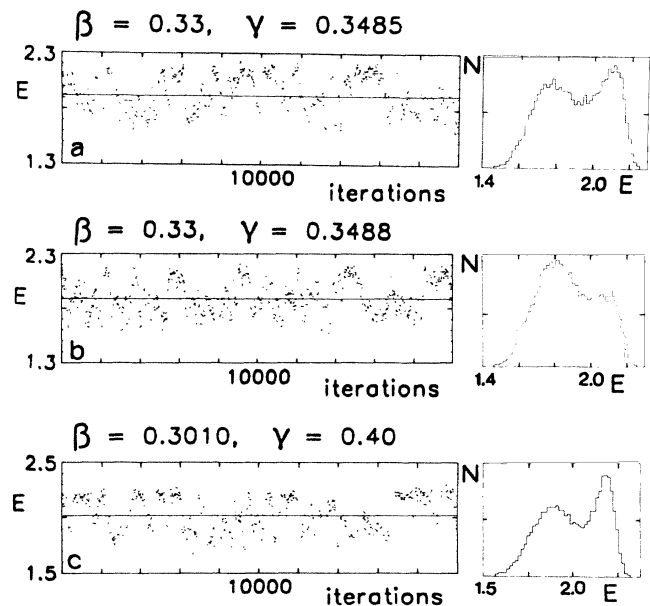 β = 0.33, γ = 0.3485
2.3
E
1.3
a
10000
iterations
N
1.4
2.0
E
β = 0.33, γ = 0.3488
2.3
E
1.3
b
10000
iterations
N
1.4
2.0
E
β = 0.3010, γ = 0.40
2.5
E
1.5
c
10000
iterations
N
1.5
2.0
E